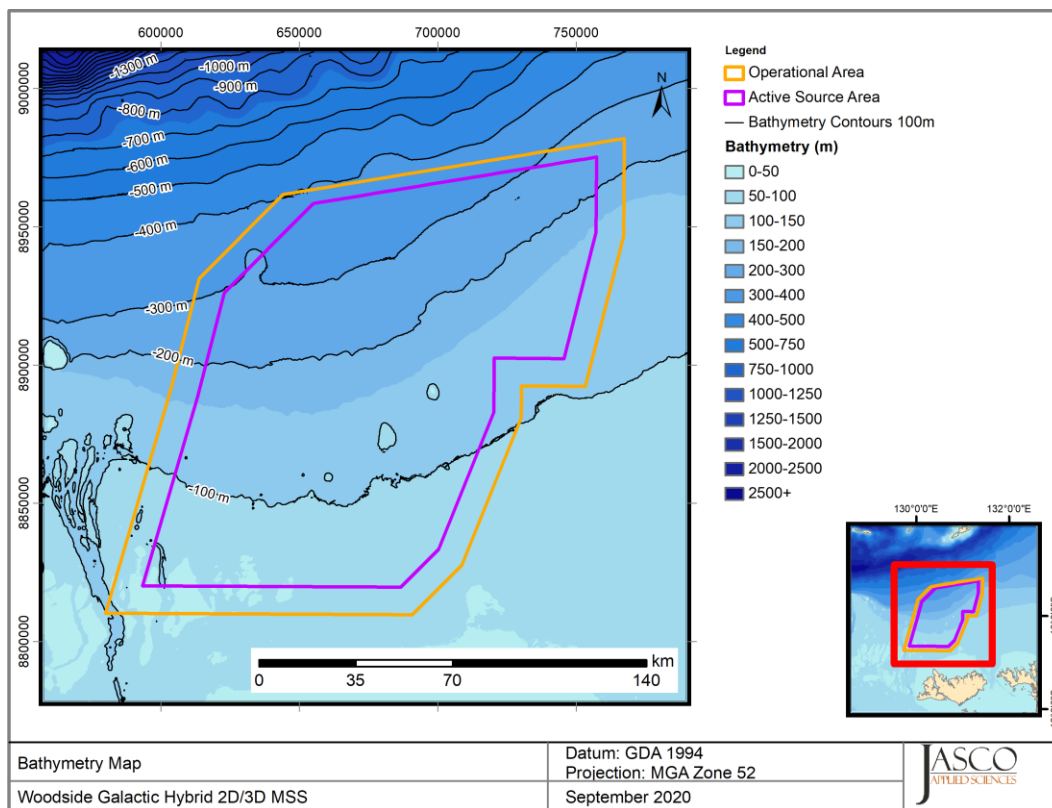 600000 650000 700000 750000
9000000
8950000
8900000
8850000
8800000
-1300 m
-1000 m
-900 m
-800 m
-700 m
-600 m
-500 m
-400 m
-300 m
-200 m
-100 m
N
km
0 35 70 140
Legend
Operational Area
Active Source Area
Bathymetry Contours 100m
Bathymetry (m)
0-50
50-100
100-150
150-200
200-300
300-400
400-500
500-750
750-1000
1000-1250
1250-1500
1500-2000
2000-2500
2500+
130°0'0"E 132°0'0"E
Bathymetry Map
Datum: GDA 1994
Projection: MGA Zone 52
Woodside Galactic Hybrid 2D/3D MSS
September 2020
JASCO
APPLIED SCIENCES